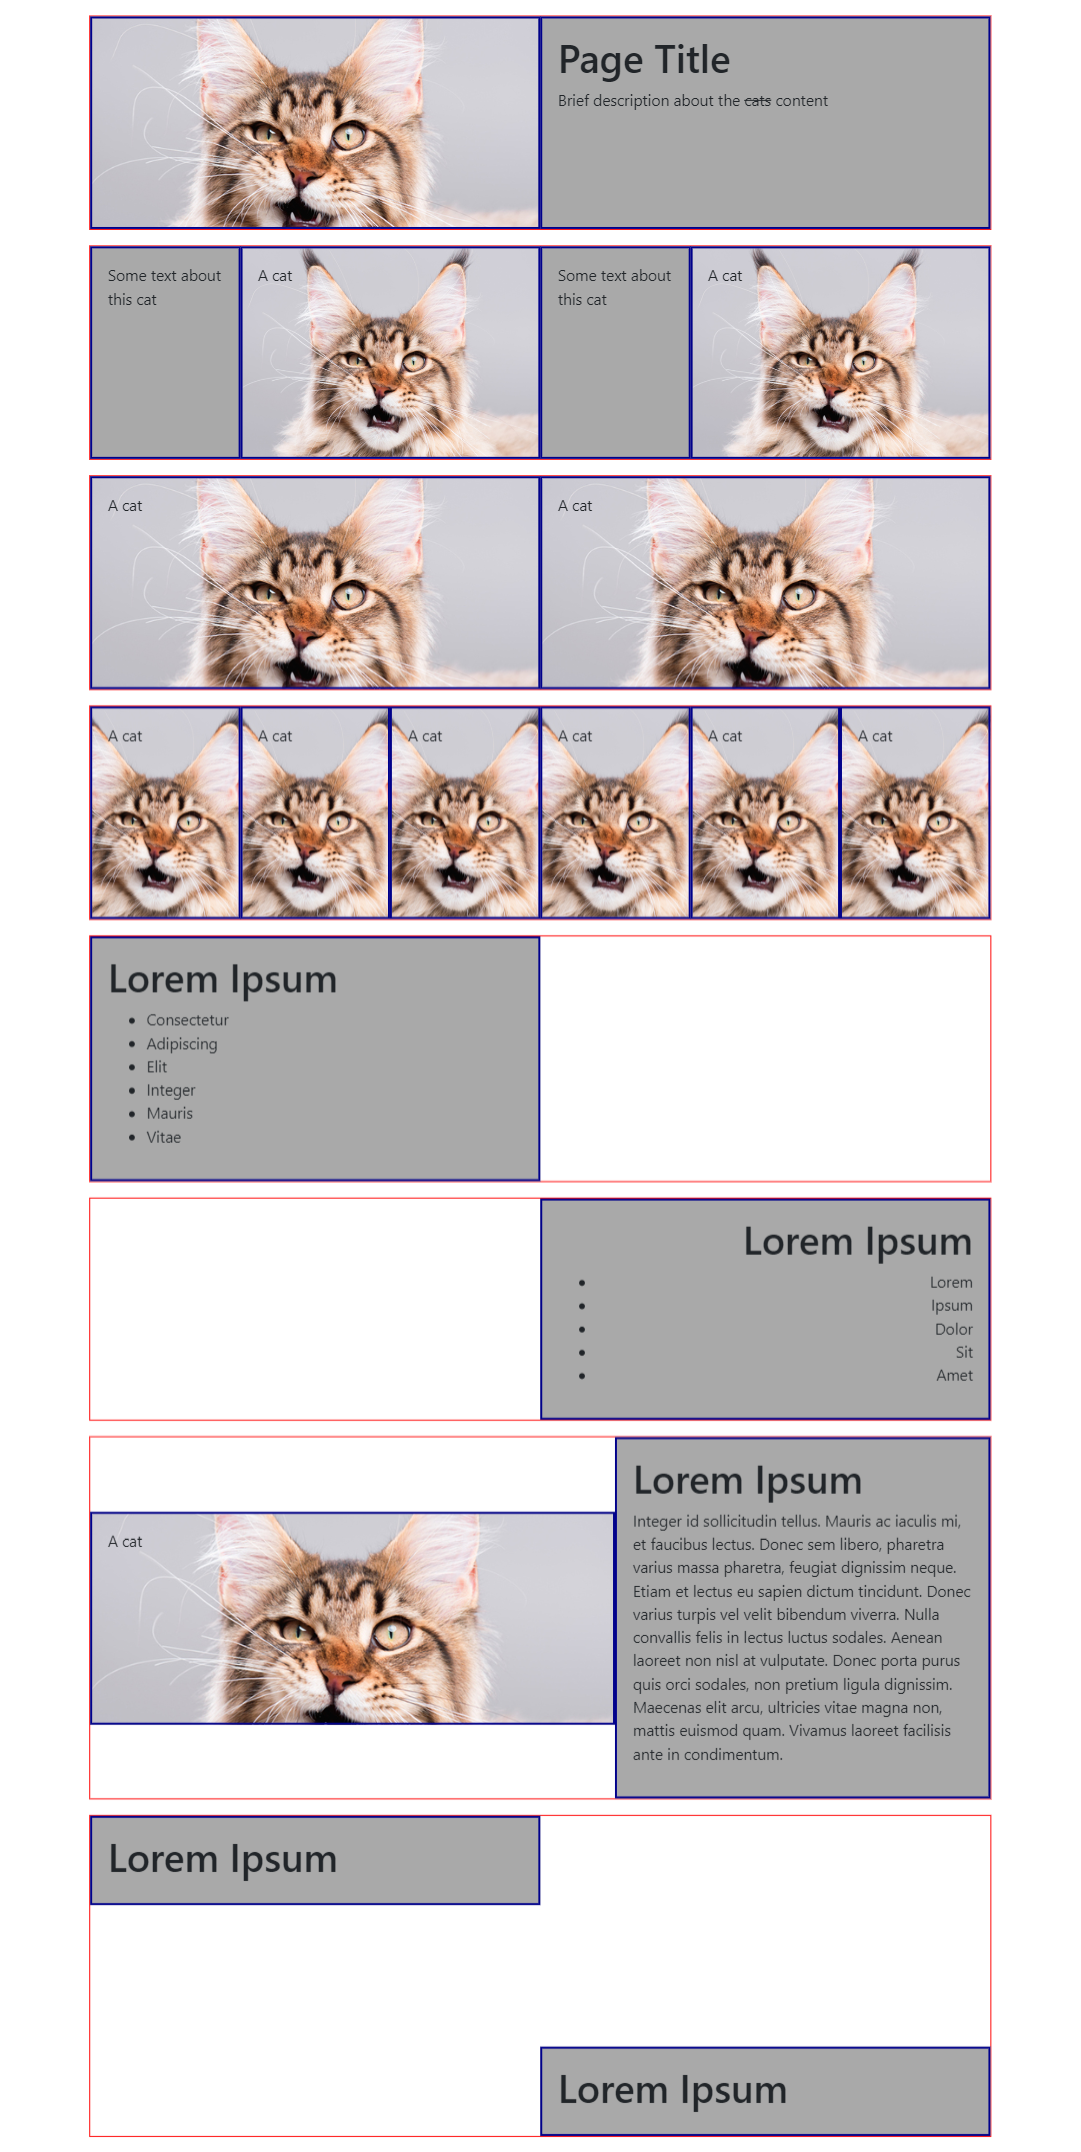 Page Title
Brief description about the cats content
Some text about
this cat
A cat
Some text about
this cat
A cat
A cat
A cat
A cat
A cat
A cat
A cat
A cat
A cat
Lorem Ipsum
Consectetur
Adipiscing
Elit
Integer
Mauris
Vitae
Lorem Ipsum
Lorem
Ipsum
Dolor
Sit
Amet
A cat
Lorem Ipsum
Integer id sollicitudin tellus. Mauris ac iaculis mi,
et faucibus lectus. Donec sem libero, pharetra
varius massa pharetra, feugiat dignissim neque.
Etiam et lectus eu sapien dictum tincidunt. Donec
varius turpis vel velit bibendum viverra. Nulla
convallis felis in lectus luctus sodales. Aenean
laoreet non nisl at vulputate. Donec porta purus
quis orci sodales, non pretium ligula dignissim.
Maecenas elit arcu, ultricies vitae magna non,
mattis euismod quam. Vivamus laoreet facilisis
ante in condimentum.
Lorem Ipsum
Lorem Ipsum